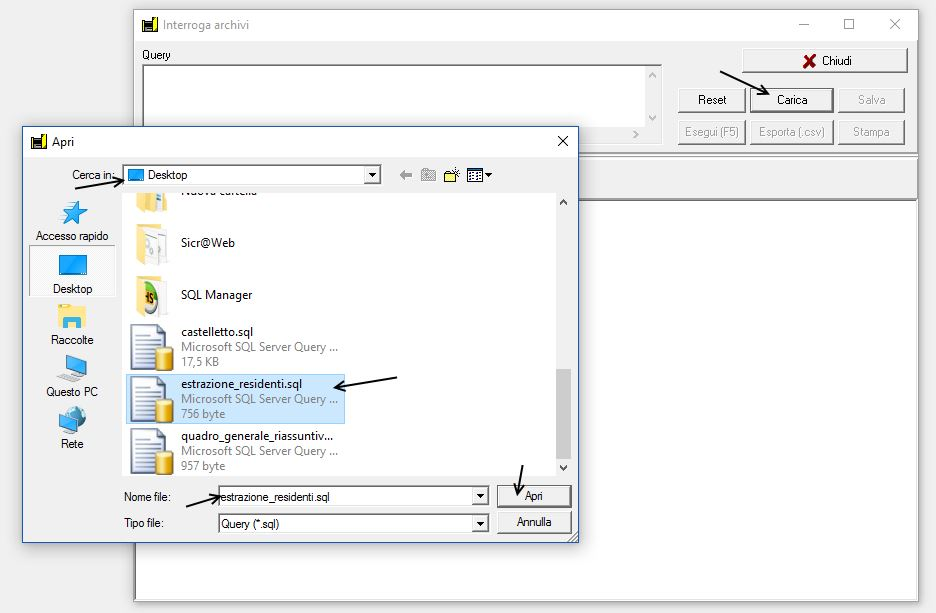 Interroga archivi
Query
Chiudi
Reset
Carica
Salva
Esegui (F5)
Esporta (.csv)
Stampa
Apri
Cerca in:
Desktop
Accesso rapido
Desktop
Raccolte
Questo PC
Rete
Nuova cartella
Sicr@Web
SQL Manager
castelletto.sql
Microsoft SQL Server Query ...
17,5 KB
estrazione_residenti.sql
Microsoft SQL Server Query ...
756 byte
quadro_generale_riassuntiv...
Microsoft SQL Server Query ...
957 byte
Nome file:
estrazione_residenti.sql
Apri
Tipo file:
Query (*.sql)
Annulla